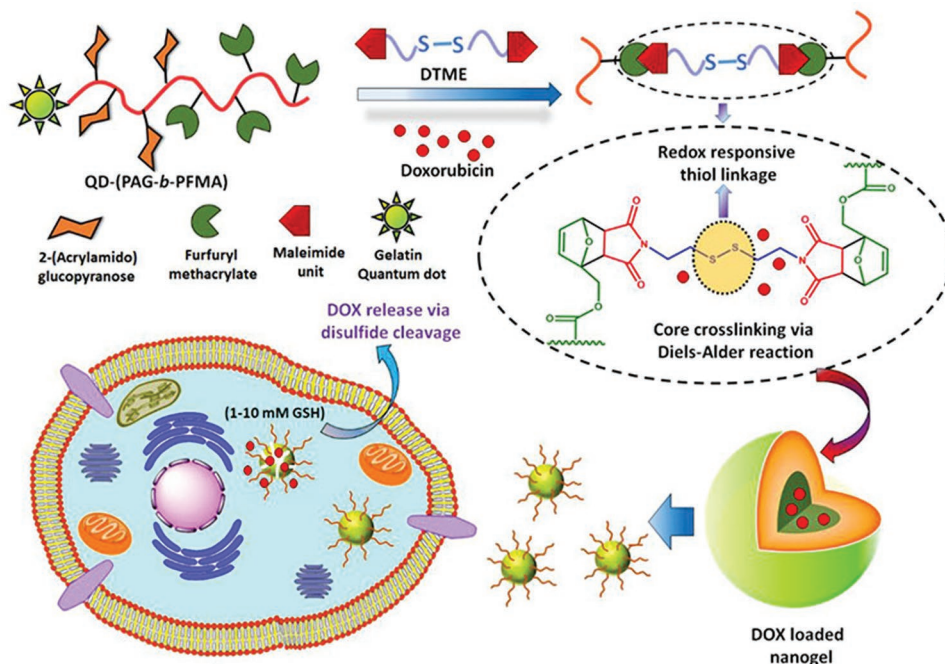 S–S
DTME
Doxorubicin
QD-(PAG-b-PFMA)
2-(Acrylamido)
glucopyranose
Furfuryl
methacrylate
Maleimide
unit
Gelatin
Quantum dot
S–S
Redox responsive
thiol linkage
O
O
O
O
N
S
S
N
O
O
O
O
O
O
Core crosslinking via
Diels-Alder reaction
DOX release via
disulfide cleavage
(1-10 mM GSH)
DOX loaded
nanogel